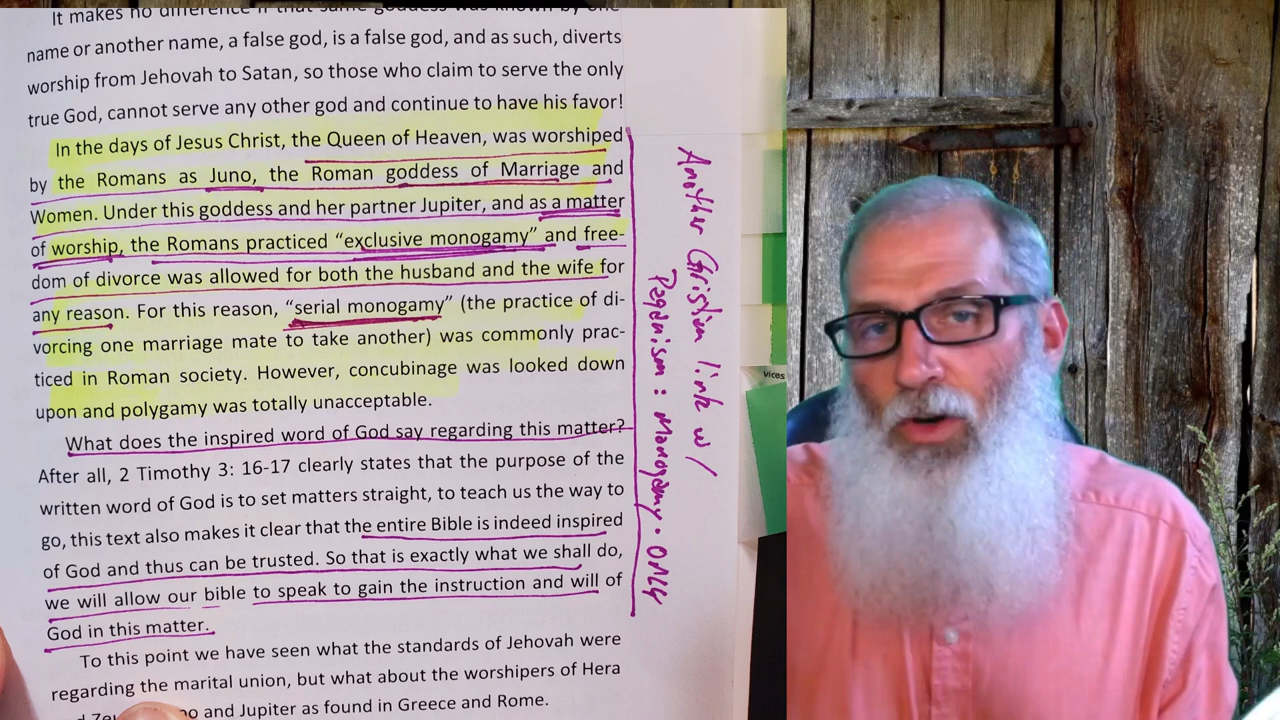 It makes no difference if that same goddess was known by one
name or another name, a false god, is a false god, and as such, diverts
worship from Jehovah to Satan, so those who claim to serve the only
true God, cannot serve any other god and continue to have his favor!
In the days of Jesus Christ, the Queen of Heaven, was worshiped
by the Romans as Juno, the Roman goddess of Marriage and
Women. Under this goddess and her partner Jupiter, and as a matter
of worship, the Romans practiced “exclusive monogamy” and free-
dom of divorce was allowed for both the husband and the wife for
any reason. For this reason, “serial monogamy” (the practice of di-
vorcing one marriage mate to take another) was commonly prac-
ticed in Roman society. However, concubinage was looked down
upon and polygamy was totally unacceptable.
What does the inspired word of God say regarding this matter?
After all, 2 Timothy 3: 16-17 clearly states that the purpose of the
written word of God is to set matters straight, to teach us the way to
go, this text also makes it clear that the entire Bible is indeed inspired
of God and thus can be trusted. So that is exactly what we shall do,
we will allow our bible to speak to gain the instruction and will of
God in this matter.
To this point we have seen what the standards of Jehovah were
regarding the marital union, but what about the worshipers of Hera
and Jupiter as found in Greece and Rome.
Another Christian link w/
Paganism: Monogamy-ONLY
vices